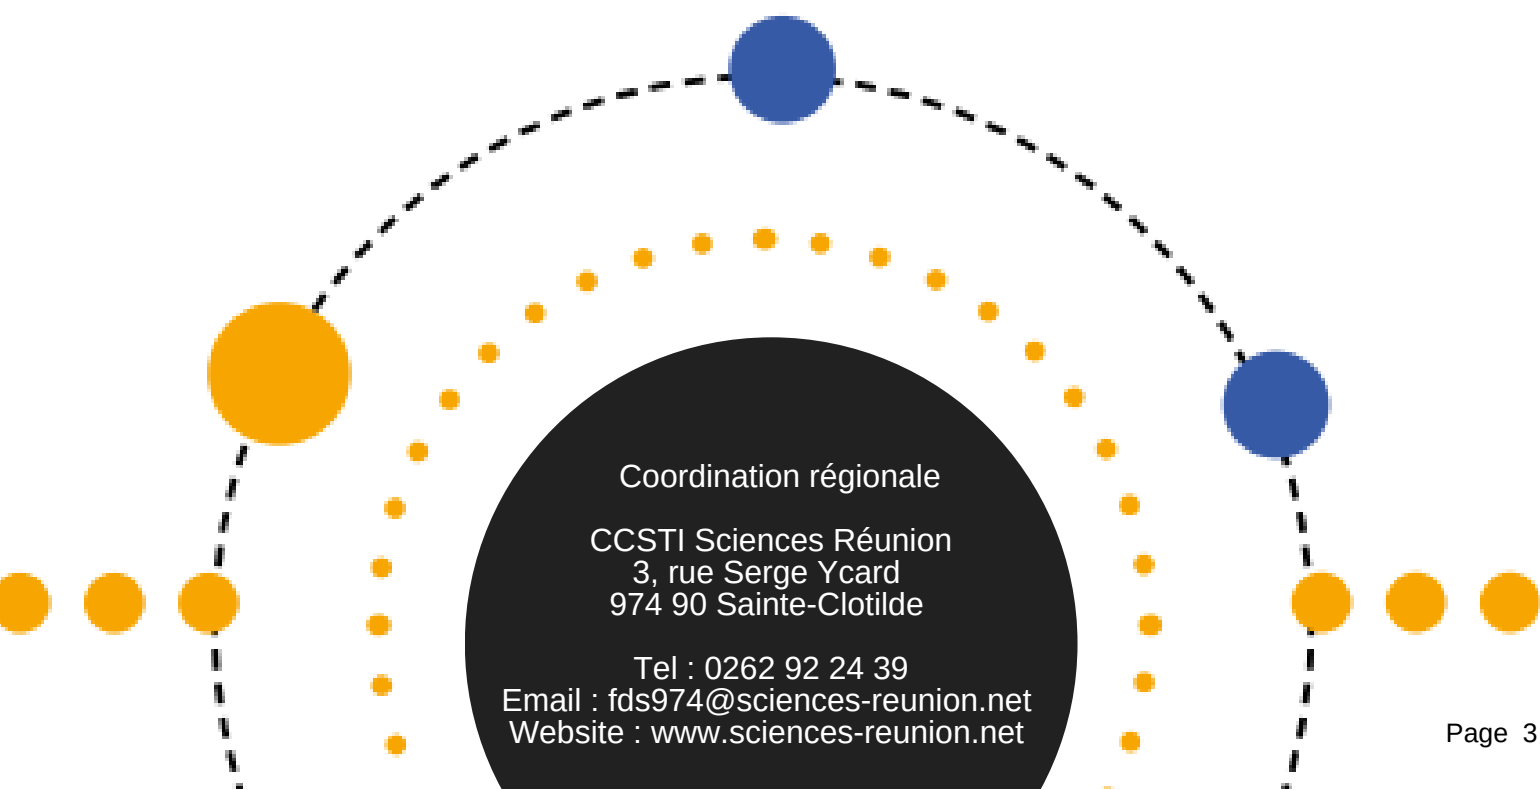 Coordination régionale
CCSTI Sciences Réunion
3, rue Serge Ycard
974 90 Sainte-Clotilde
Tel : 0262 92 24 39
Email : fds974@sciences-reunion.net
Website : www.sciences-reunion.net
Page 3